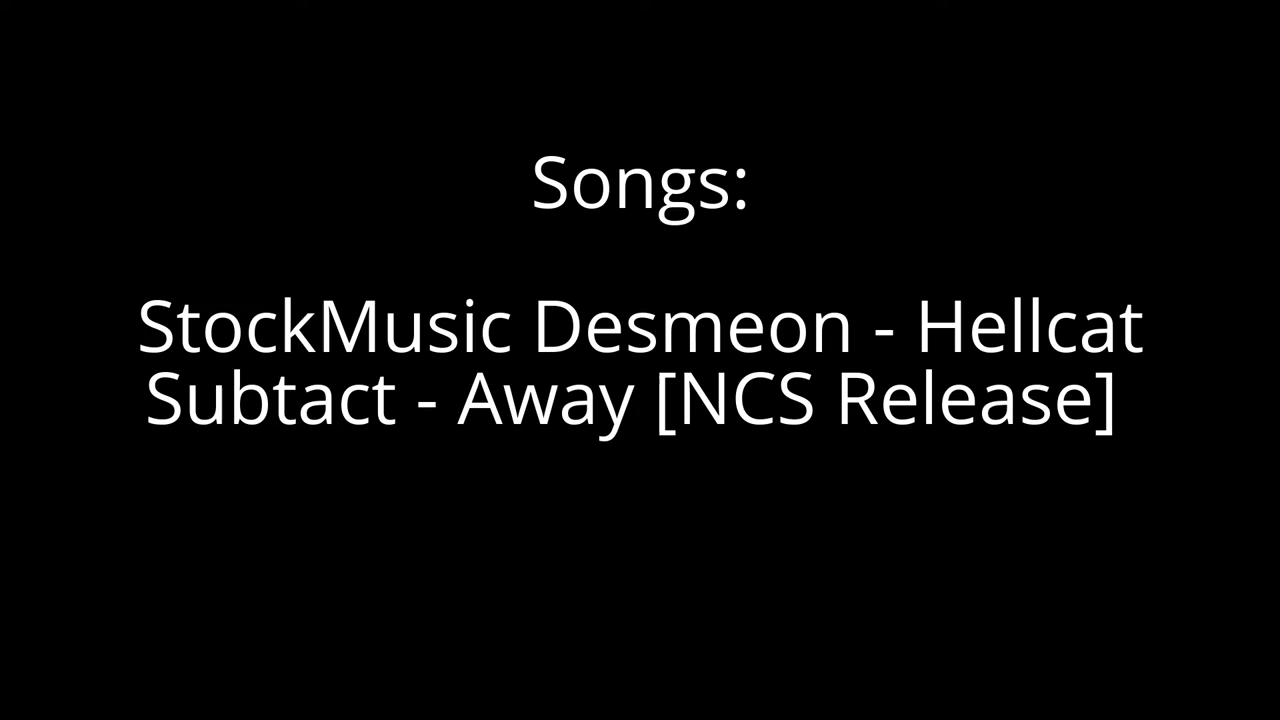 Songs:
StockMusic Desmeon - Hellcat
Subtact - Away [NCS Release]